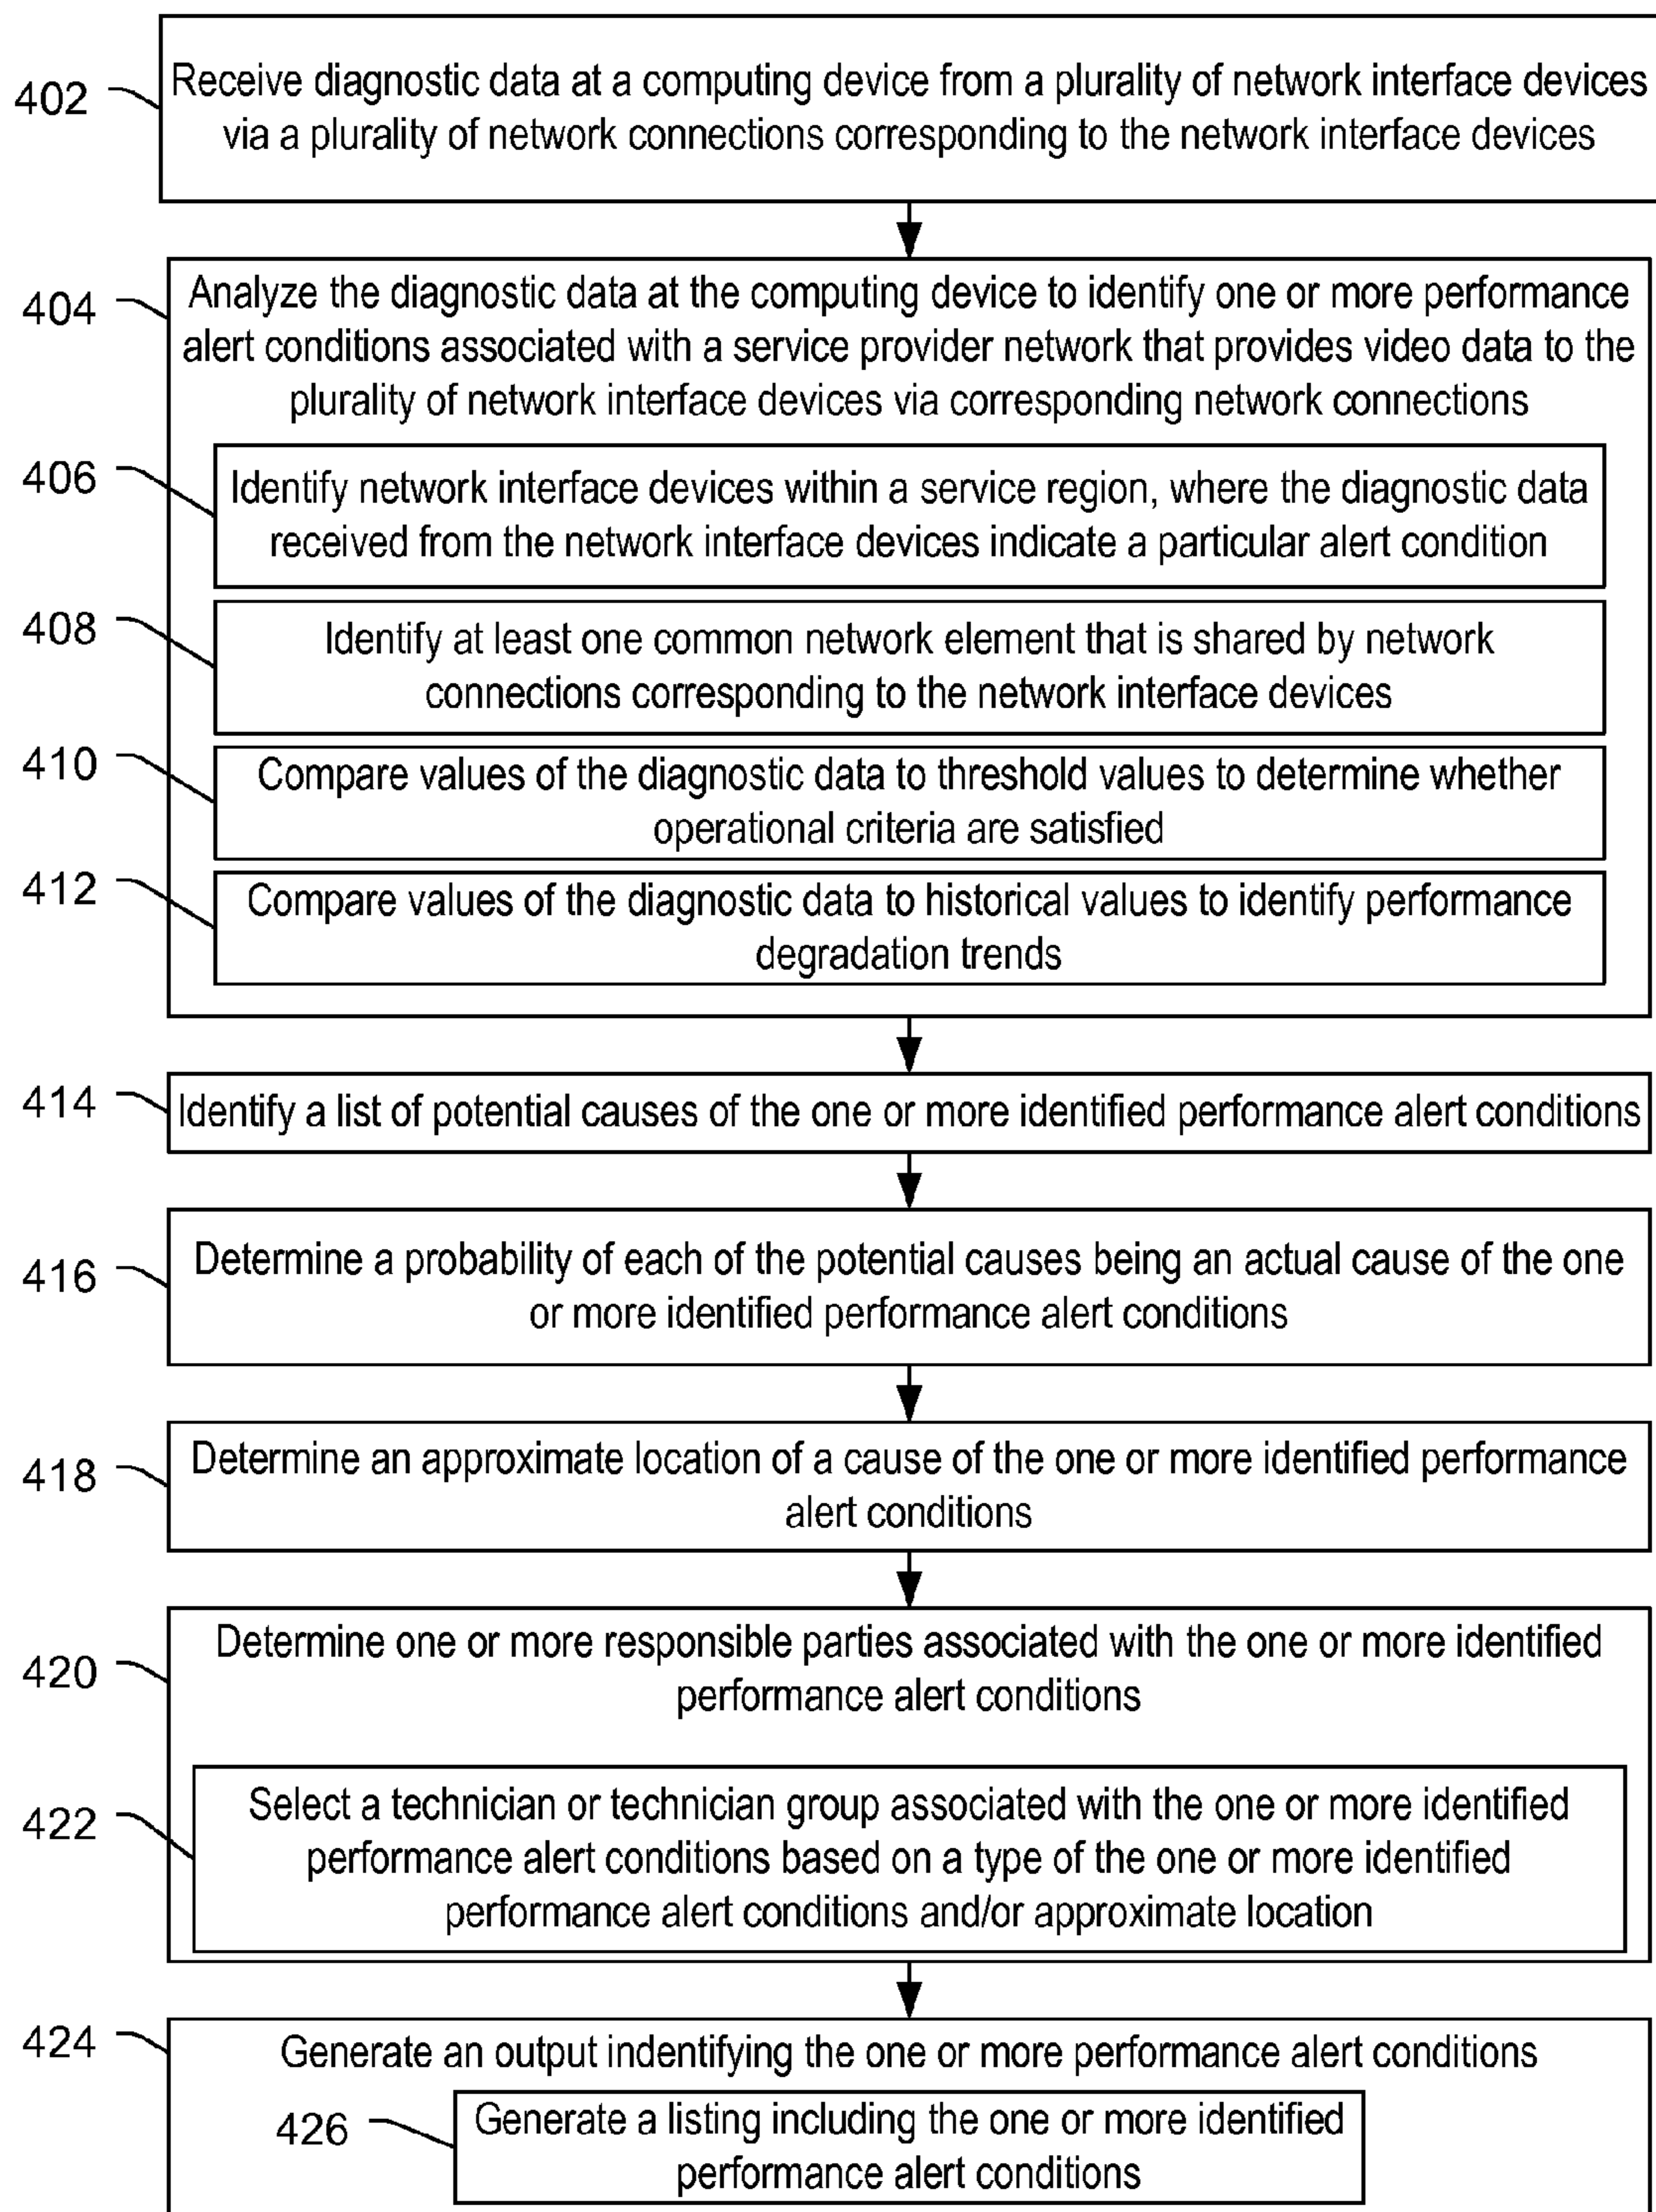 402
Receive diagnostic data at a computing device from a plurality of network interface devices
via a plurality of network connections corresponding to the network interface devices
404
Analyze the diagnostic data at the computing device to identify one or more performance
alert conditions associated with a service provider network that provides video data to the
plurality of network interface devices via corresponding network connections
406
Identify network interface devices within a service region, where the diagnostic data
received from the network interface devices indicate a particular alert condition
408
Identify at least one common network element that is shared by network
connections corresponding to the network interface devices
410
Compare values of the diagnostic data to threshold values to determine whether
operational criteria are satisfied
412
Compare values of the diagnostic data to historical values to identify performance
degradation trends
414
Identify a list of potential causes of the one or more identified performance alert conditions
416
Determine a probability of each of the potential causes being an actual cause of the one
or more identified performance alert conditions
418
Determine an approximate location of a cause of the one or more identified performance
alert conditions
420
Determine one or more responsible parties associated with the one or more identified
performance alert conditions
422
Select a technician or technician group associated with the one or more identified
performance alert conditions based on a type of the one or more identified
performance alert conditions and/or approximate location
424
Generate an output indentifying the one or more performance alert conditions
426
Generate a listing including the one or more identified
performance alert conditions